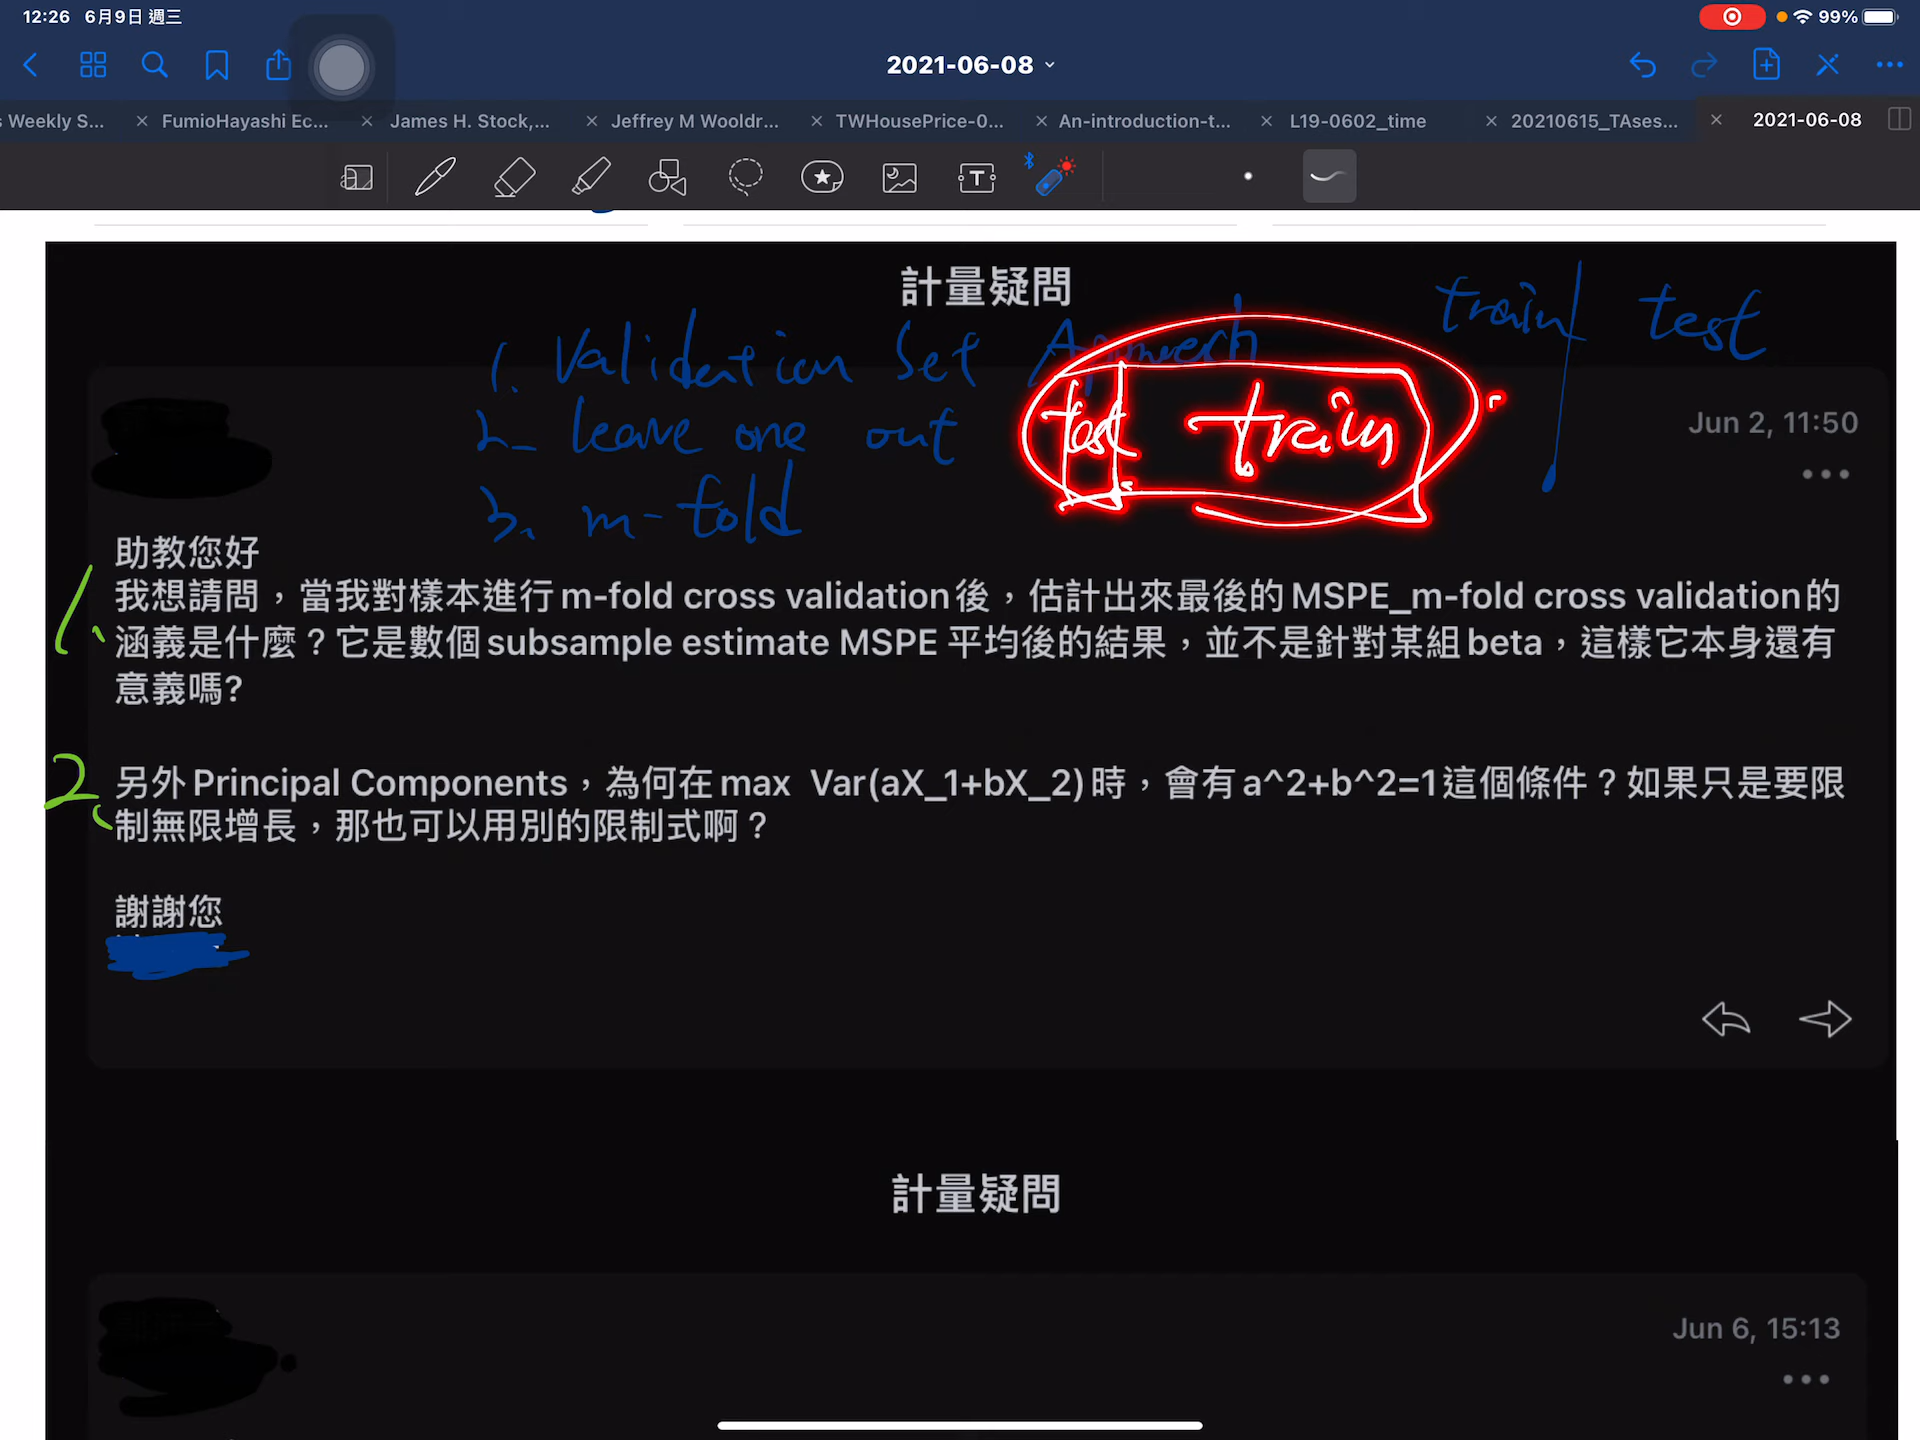 12:26 6月9日 週三
99%
2021-06-08
s Weekly S...
FumioHayashi Ec...
James H. Stock,...
Jeffrey M Wooldr...
TWHousePrice-0...
An-introduction-t...
L19-0602_time
20210615_TAses...
2021-06-08
計量疑問
train test
1. Validation Set Approach
test train
2. leave one out
3. m-fold
Jun 2, 11:50
助教您好
1. 我想請問，當我對樣本進行m-fold cross validation後，估計出來最後的MSPE_m-fold cross validation的
涵義是什麼？它是數個subsample estimate MSPE 平均後的結果，並不是針對某組beta，這樣它本身還有
意義嗎?
2. 另外Principal Components，為何在max Var(aX_1+bX_2)時，會有a^2+b^2=1這個條件？如果只是要限
制無限增長，那也可以用別的限制式啊？
謝謝您
計量疑問
Jun 6, 15:13